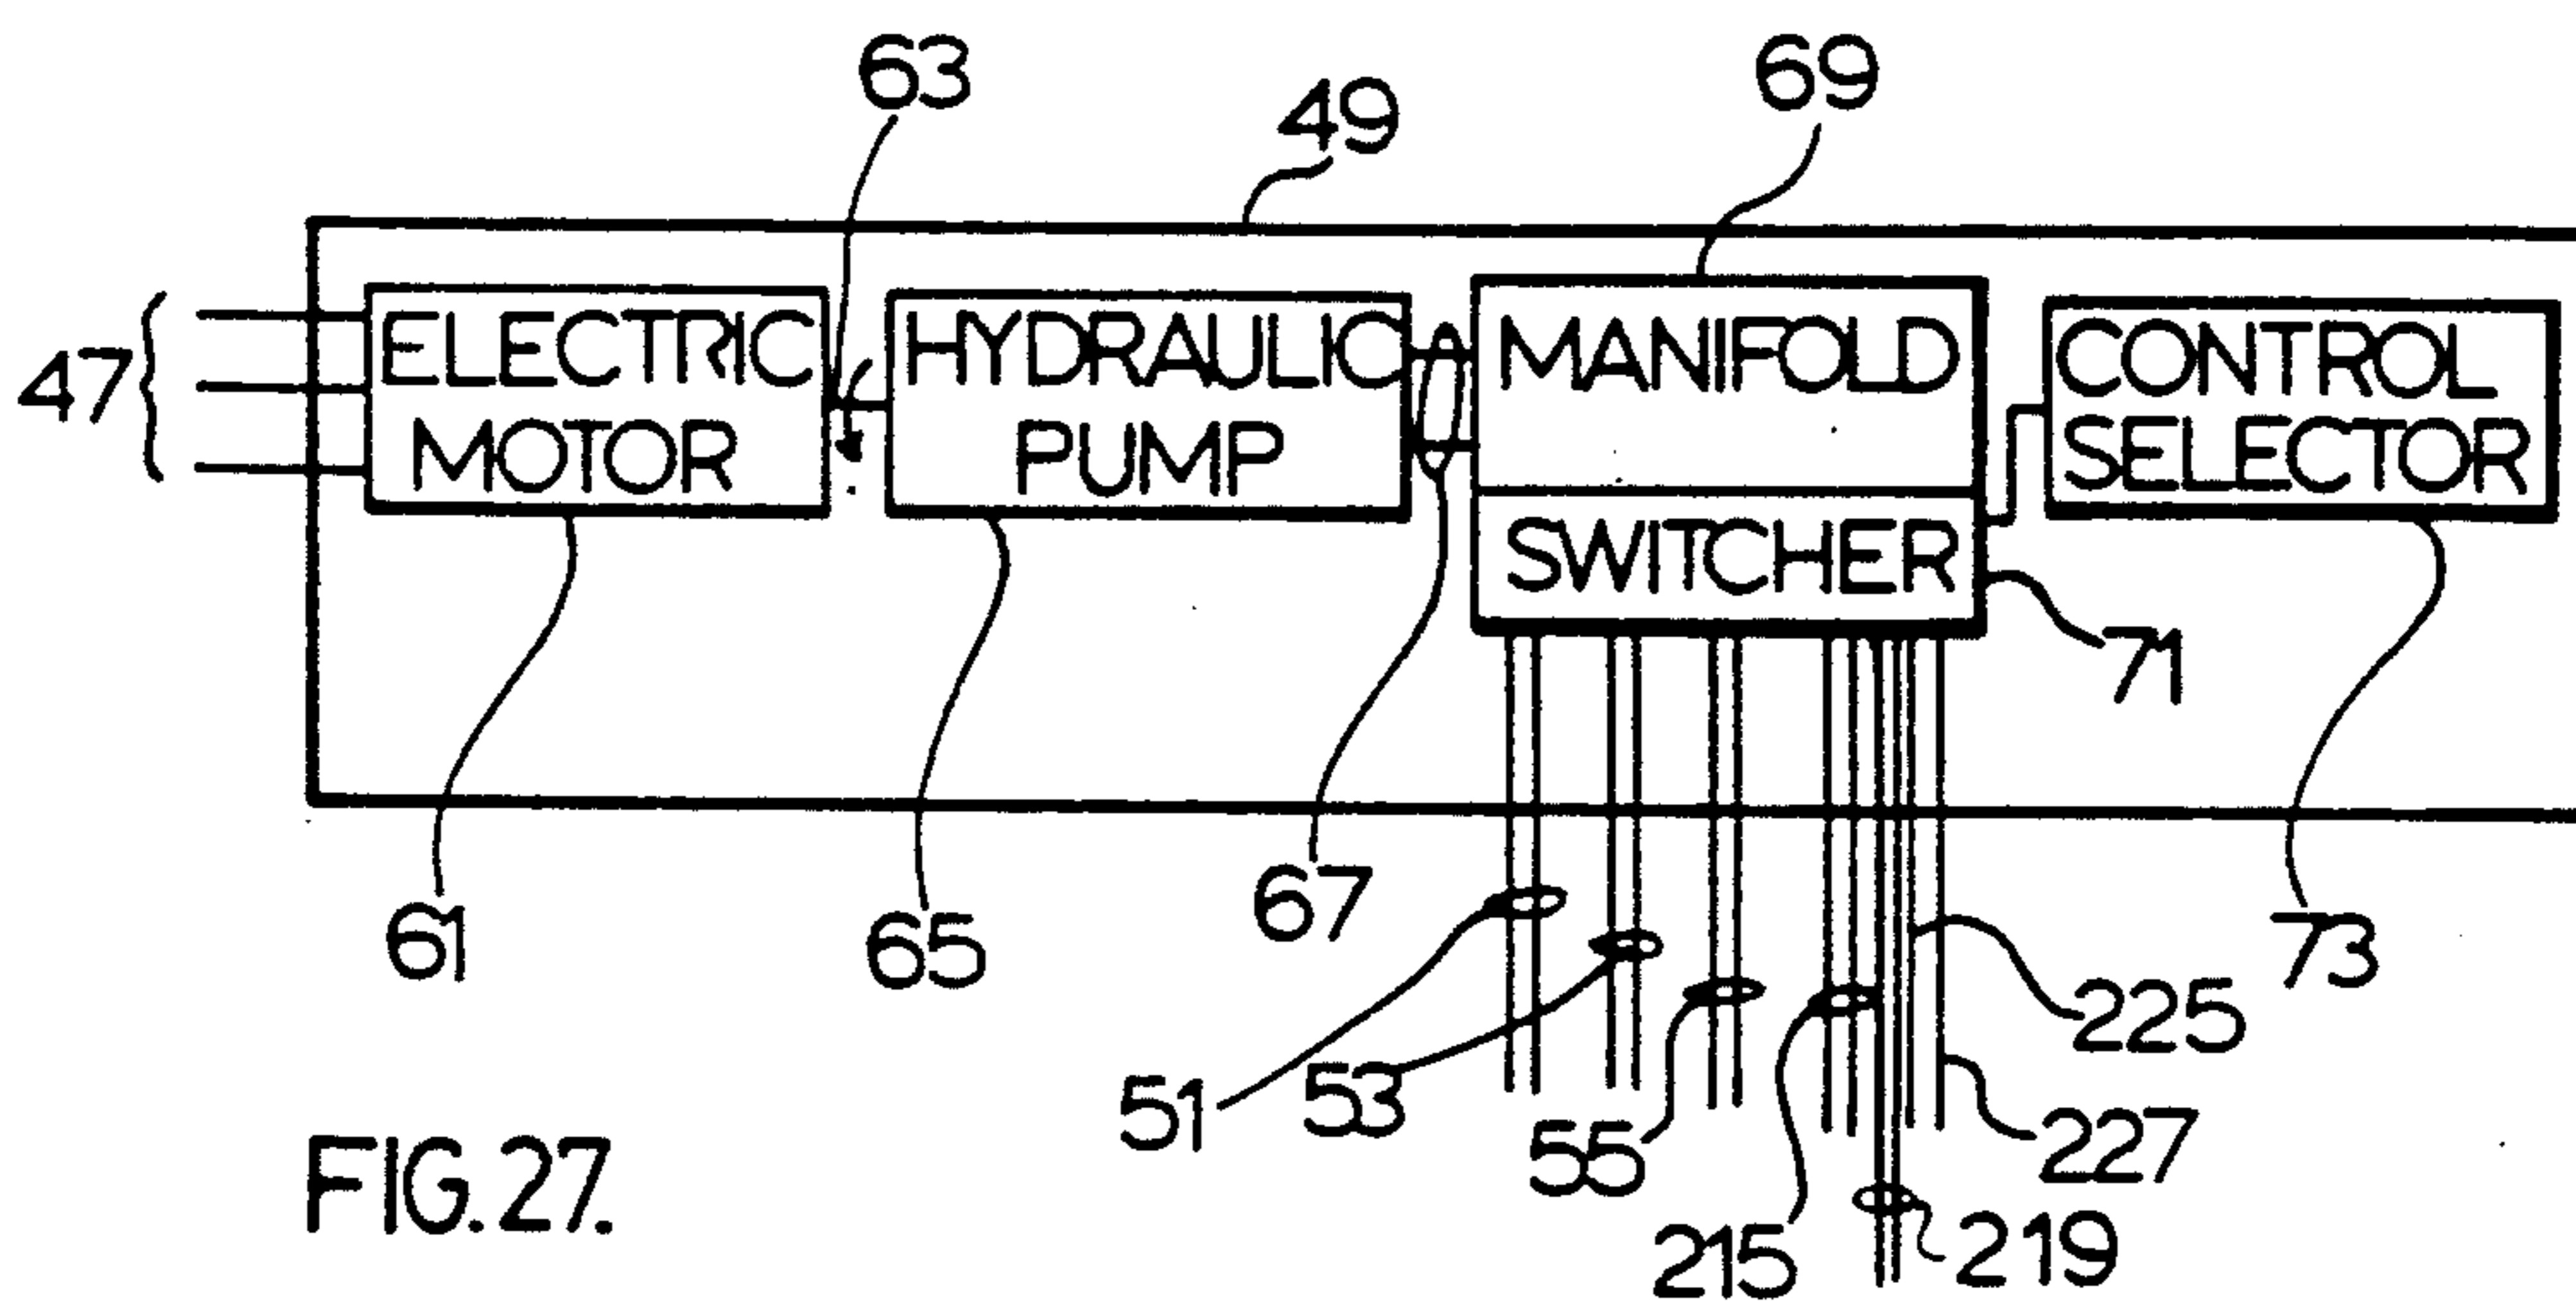 63
49
69
47
ELECTRIC
MOTOR
HYDRAULIC
PUMP
MANIFOLD
SWITCHER
CONTROL
SELECTOR
71
61
65
67
73
51
53
55
215
225
227
219
FIG.27.